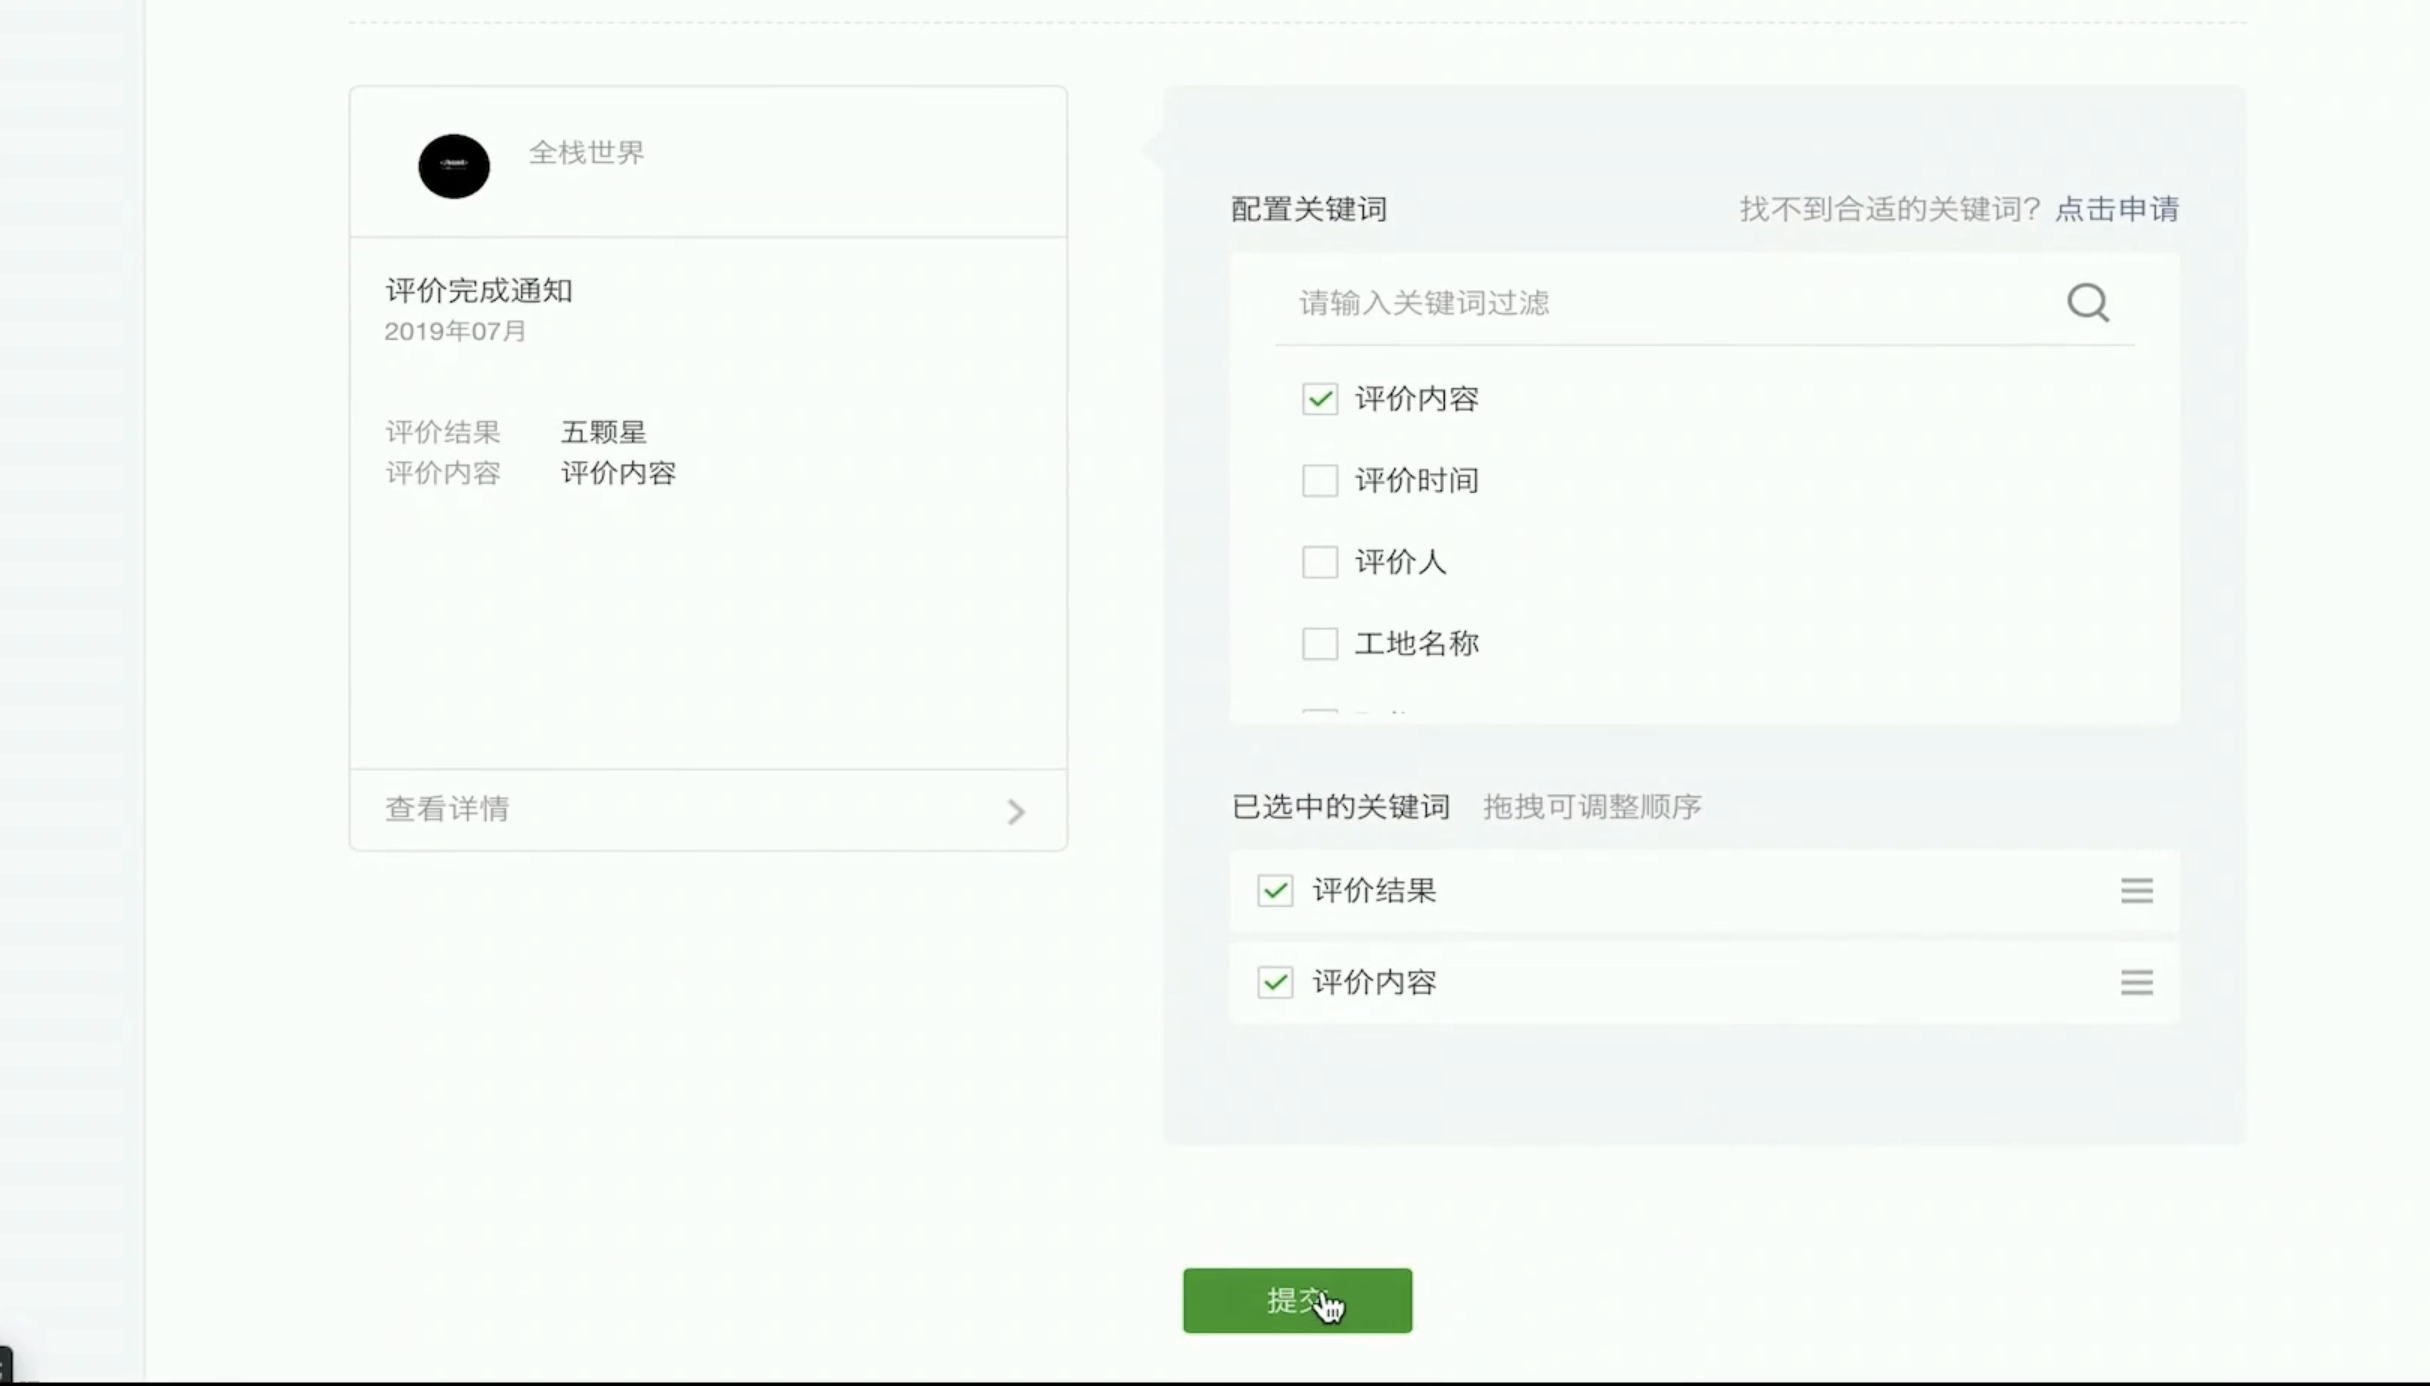 全栈世界
评价完成通知
2019年07月
评价结果 五颗星
评价内容 评价内容
查看详情
配置关键词 找不到合适的关键词? 点击申请
请输入关键词过滤
评价内容
评价时间
评价人
工地名称
已选中的关键词 拖拽可调整顺序
评价结果
评价内容
提交